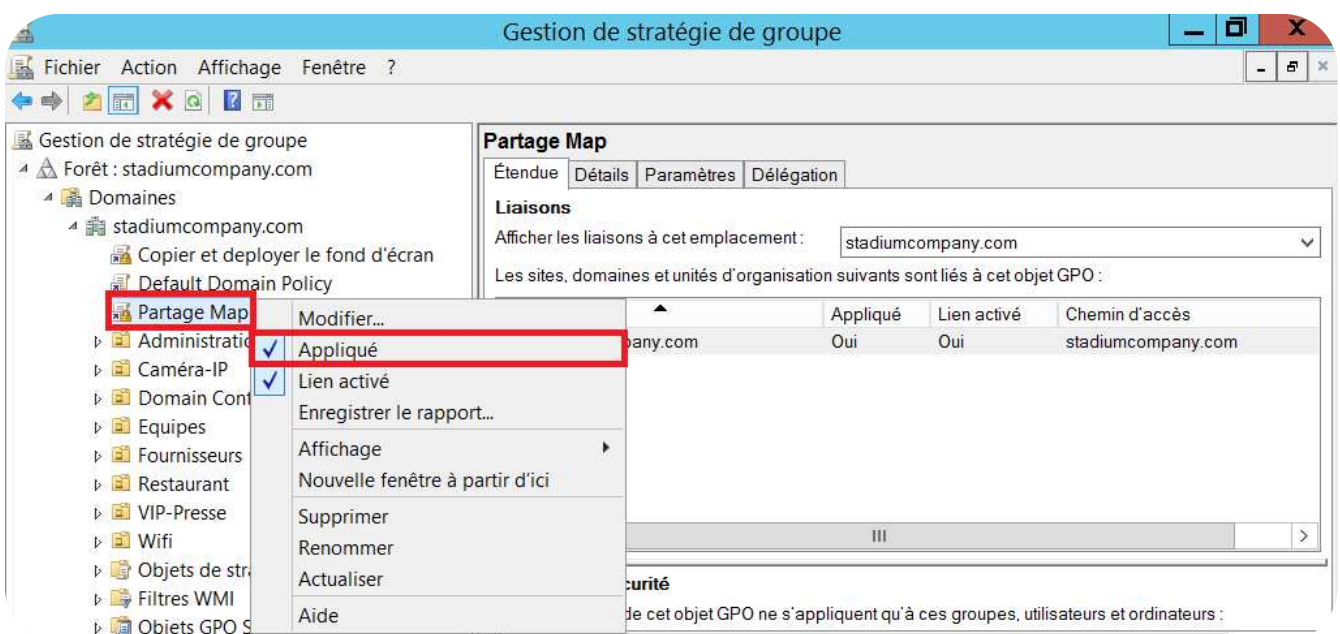 Gestion de stratégie de groupe
Fichier Action Affichage Fenêtre ?
Gestion de stratégie de groupe
Forêt : stadiumcompany.com
Domaines
stadiumcompany.com
Copier et deployer le fond d'écran
Default Domain Policy
Partage Map
Administratio
Caméra-IP
Domain Cont
Equipes
Fournisseurs
Restaurant
VIP-Presse
Wifi
Objets de stra
Filtres WMI
Objets GPO S
Modifier...
Appliqué
Lien activé
Enregistrer le rapport...
Affichage
Nouvelle fenêtre à partir d'ici
Supprimer
Renommer
Actualiser
Aide
Partage Map
Étendue Détails Paramètres Délégation
Liaisons
Afficher les liaisons à cet emplacement : stadiumcompany.com
Les sites, domaines et unités d'organisation suivants sont liés à cet objet GPO :
Appliqué Lien activé Chemin d'accès
pany.com Oui Oui stadiumcompany.com
curité
de cet objet GPO ne s'appliquent qu'à ces groupes, utilisateurs et ordinateurs :